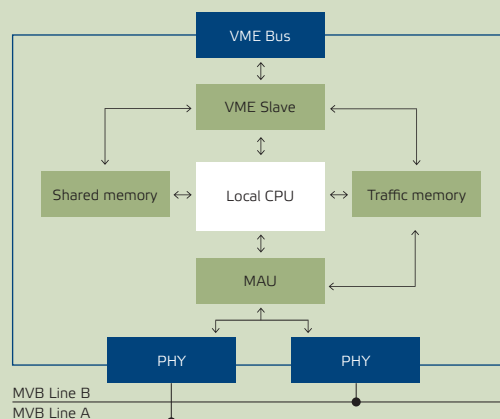 VME Bus
VME Slave
Shared memory
Local CPU
Traffic memory
MAU
PHY
PHY
MVB Line B
MVB Line A